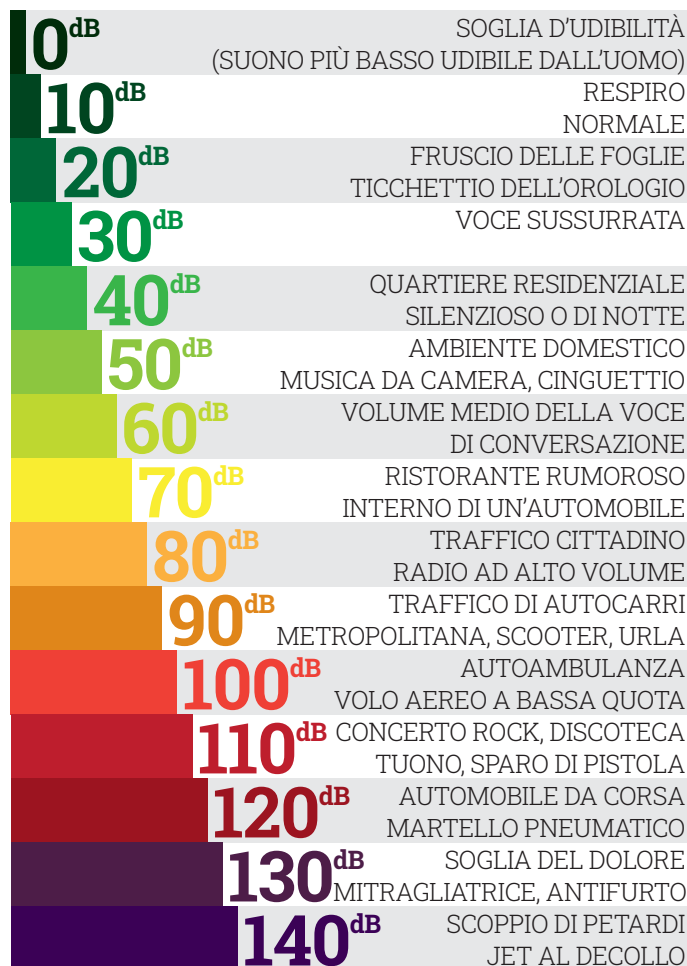 0dB
SOGLIA D'UDIBILITÀ
(SUONO PIÙ BASSO UDIBILE DALL'UOMO)
10dB
RESPIRO
NORMALE
20dB
FRUSCIO DELLE FOGLIE
TICCHETTIO DELL'OROLOGIO
30dB
VOCE SUSSURRATA
40dB
QUARTIERE RESIDENZIALE
SILENZIOSO O DI NOTTE
50dB
AMBIENTE DOMESTICO
MUSICA DA CAMERA, CINGUETTIO
60dB
VOLUME MEDIO DELLA VOCE
DI CONVERSAZIONE
70dB
RISTORANTE RUMOROSO
INTERNO DI UN'AUTOMOBILE
80dB
TRAFFICO CITTADINO
RADIO AD ALTO VOLUME
90dB
TRAFFICO DI AUTOCARRI
METROPOLITANA, SCOOTER, URLA
100dB
AUTOAMBULANZA
VOLO AEREO A BASSA QUOTA
110dB
CONCERTO ROCK, DISCOTECA
TUONO, SPARO DI PISTOLA
120dB
AUTOMOBILE DA CORSA
MARTELLO PNEUMATICO
130dB
SOGLIA DEL DOLORE
MITRAGLIATRICE, ANTIFURTO
140dB
SCOPPIO DI PETARDI
JET AL DECOLLO